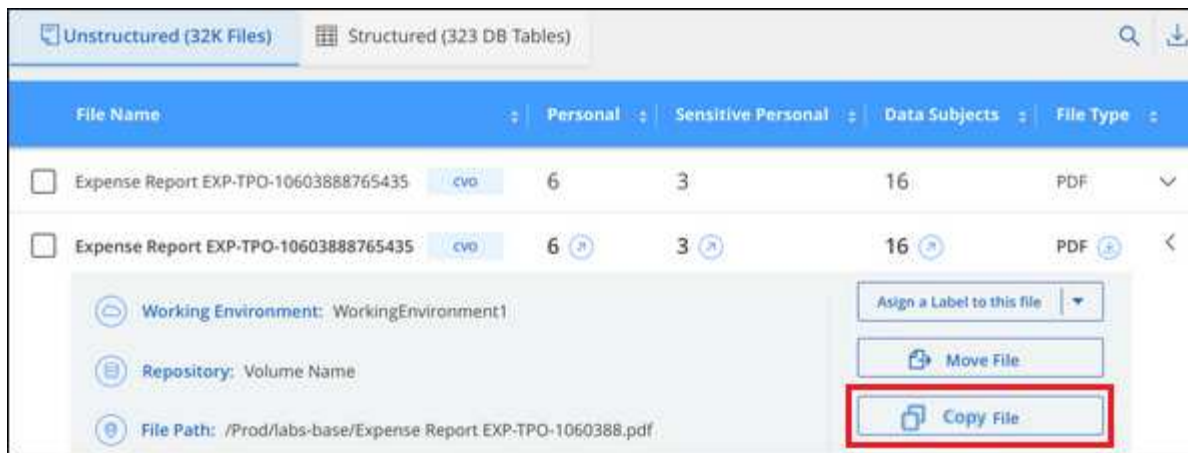 Unstructured (32K Files) Structured (323 DB Tables)
File Name Personal Sensitive Personal Data Subjects File Type
Expense Report EXP-TPO-10603888765435 CVO 6 3 16 PDF
Expense Report EXP-TPO-10603888765435 CVO 6 3 16 PDF
Working Environment: WorkingEnvironment1 Asign a Label to this file
Repository: Volume Name Move File
File Path: /Prod/labs-base/Expense Report EXP-TPO-1060388.pdf Copy File